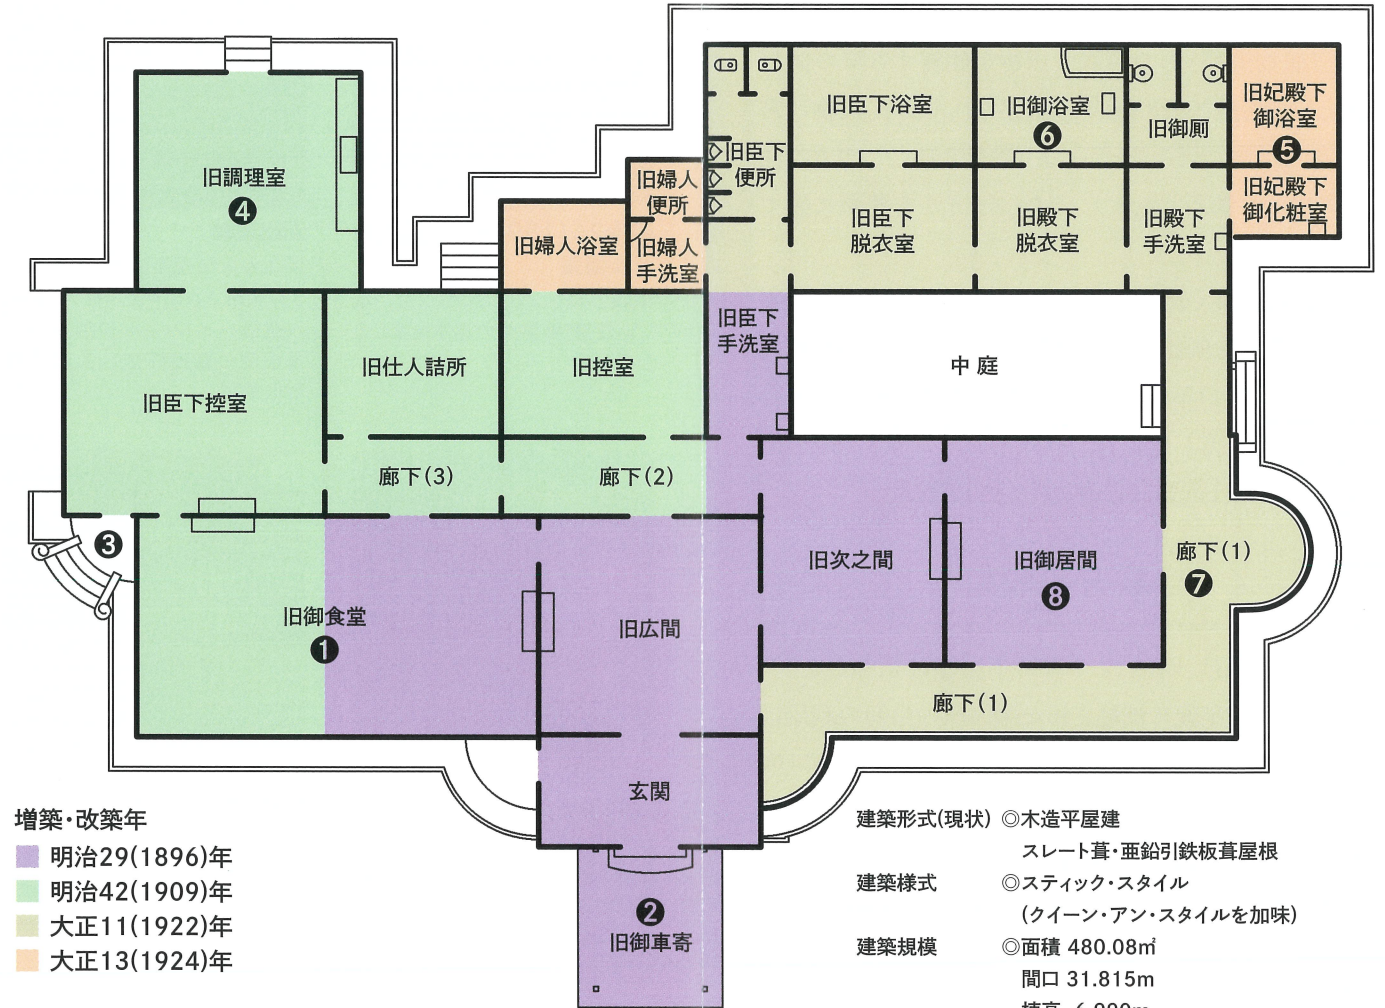 旧調理室
❹
旧臣下
便所
旧臣下浴室
旧御浴室
❻
旧御厠
旧妃殿下
御浴室
❺
旧妃殿下
御化粧室
旧婦人
便所
旧婦人浴室
旧婦人
手洗室
旧臣下
脱衣室
旧殿下
脱衣室
旧殿下
手洗室
旧臣下控室
旧仕人詰所
旧控室
旧臣下
手洗室
中庭
廊下(3)
廊下(2)
❸
旧御食堂
❶
旧広間
旧次之間
旧御居間
❽
廊下(1)
❼
廊下(1)
玄関
❷
旧御車寄
増築・改築年
明治29(1896)年
明治42(1909)年
大正11(1922)年
大正13(1924)年
建築形式(現状) ◎木造平屋建
スレート葺・亜鉛引鉄板葺屋根
建築様式 ◎スティック・スタイル
(クイーン・アン・スタイルを加味)
建築規模 ◎面積 480.08㎡
間口 31.815m